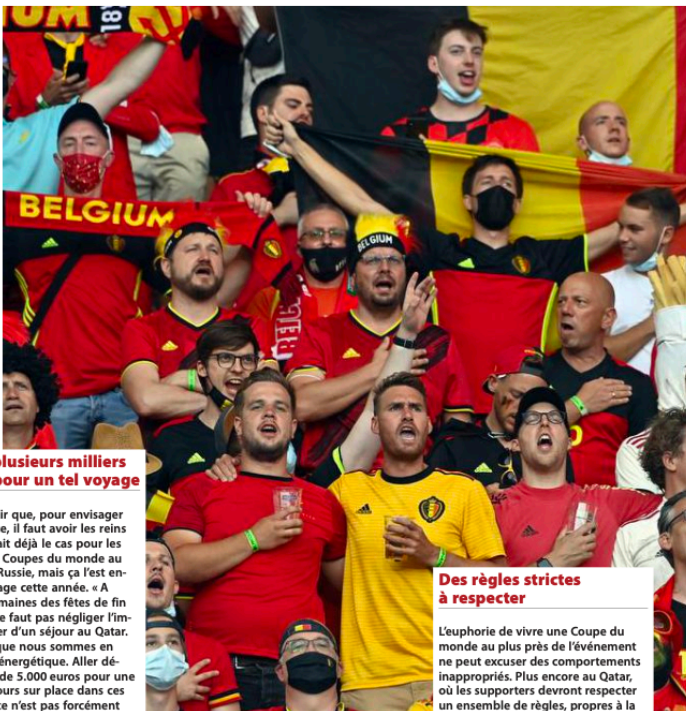 UM
181
BELGIUM
BELGIUM
lusieurs milliers
pour un tel voyage
ir que, pour envisager
e, il faut avoir les reins
it déjà le cas pour les
Coupes du monde au
Russie, mais ça l'est en-
age cette année. « A
maines des fêtes de fin
e faut pas négliger l'im-
er d'un séjour au Qatar.
que nous sommes en
énergétique. Aller dé-
de 5.000 euros pour une
ours sur place dans ces
te n'est pas forcément
Des règles strictes
à respecter
L'euphorie de vivre une Coupe du
monde au plus près de l'événement
ne peut excuser des comportements
inappropriés. Plus encore au Qatar,
où les supporters devront respecter
un ensemble de règles, propres à la